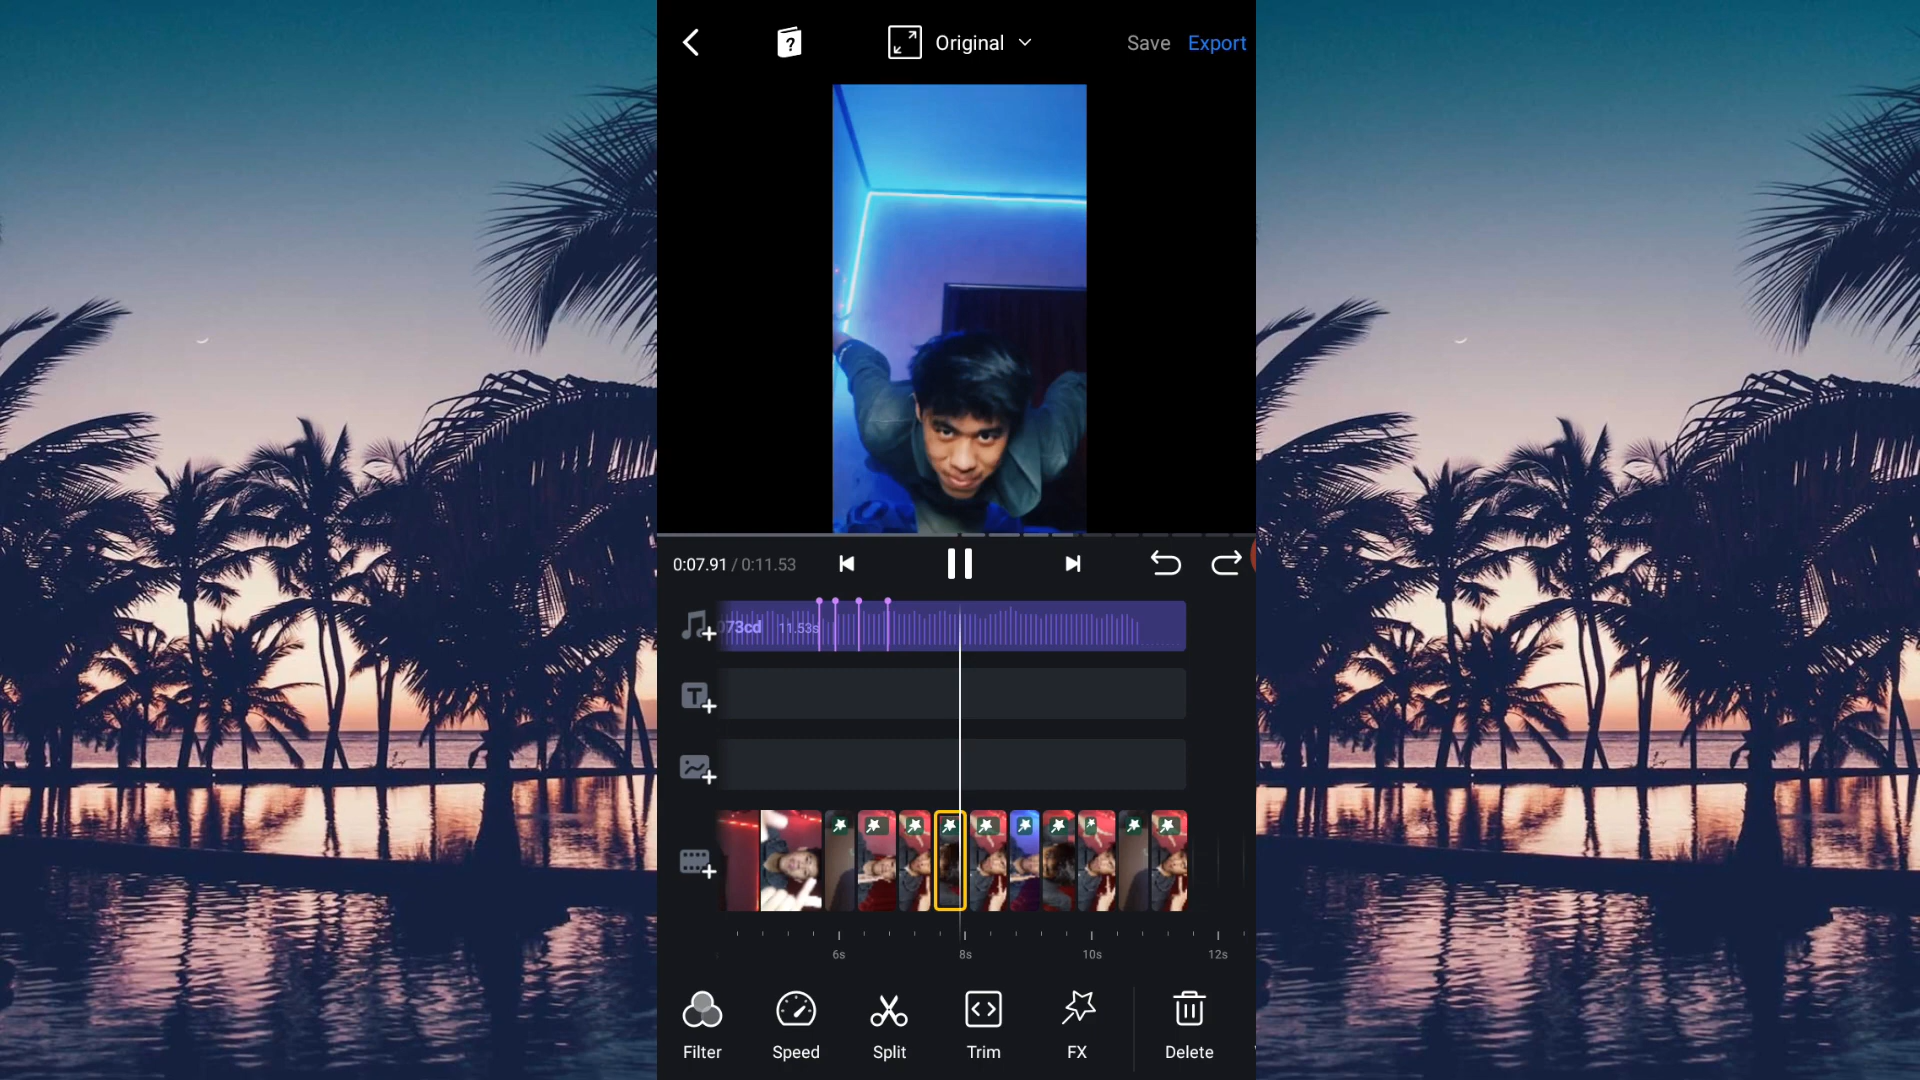 ?
Original
Save
Export
0:07.91 / 0:11.53
073cd
11.53s
T
6s
8s
10s
12s
Filter
Speed
Split
Trim
FX
Delete